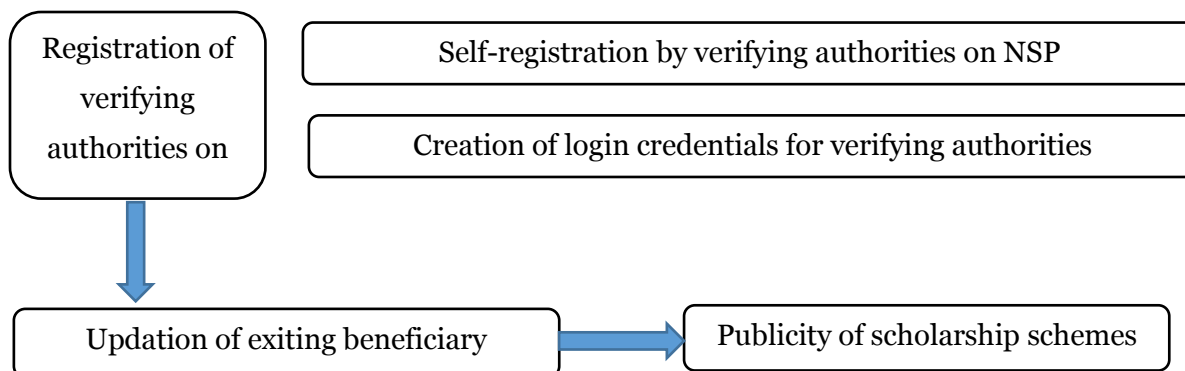 Registration of
verifying
authorities on
Self-registration by verifying authorities on NSP
Creation of login credentials for verifying authorities
Updation of exiting beneficiary
Publicity of scholarship schemes